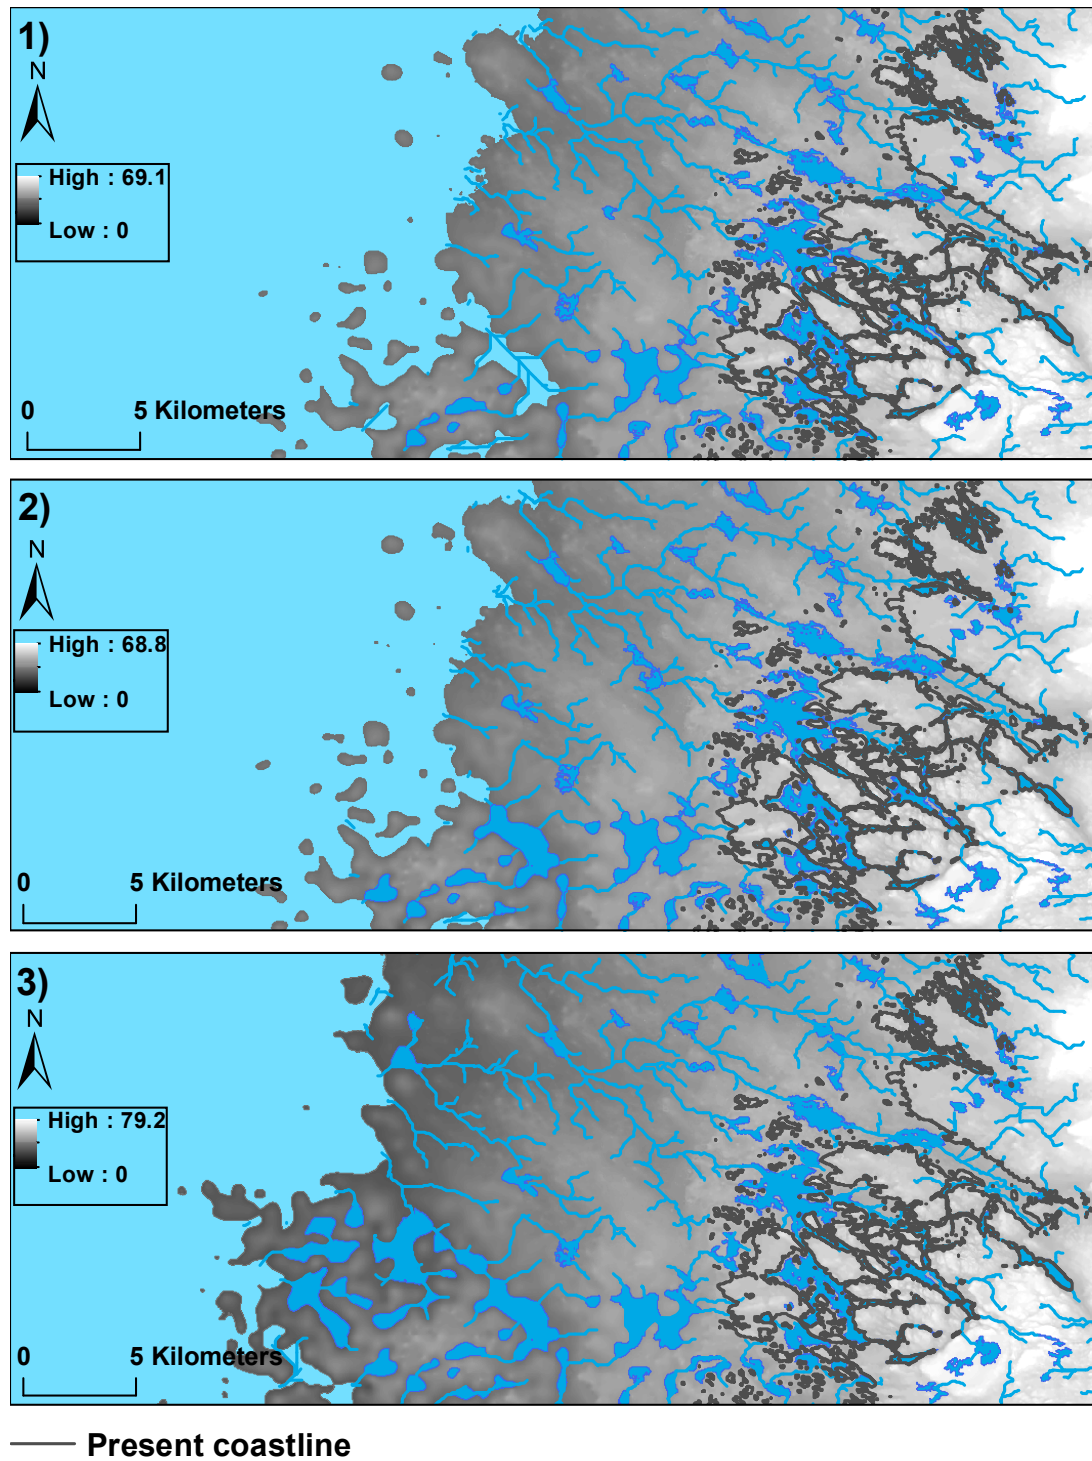 1)
N
High : 69.1
Low : 0
0 5 Kilometers
2)
N
High : 68.8
Low : 0
0 5 Kilometers
3)
N
High : 79.2
Low : 0
0 5 Kilometers
Present coastline